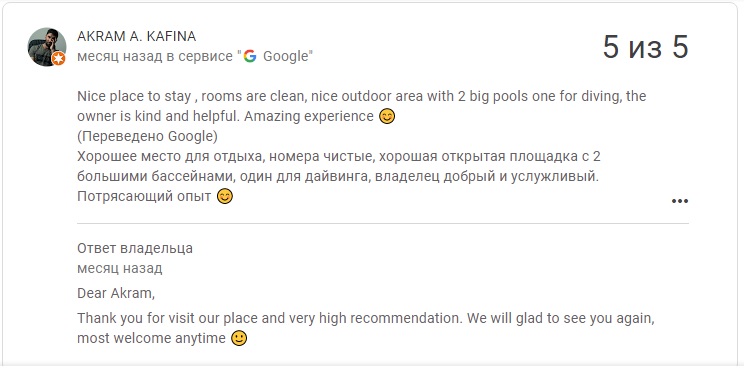 AKRAM A. KAFINA
5 из 5
месяц назад в сервисе "G Google"
Nice place to stay , rooms are clean, nice outdoor area with 2 big pools one for diving, the
owner is kind and helpful. Amazing experience 😊
(Переведено Google)
Хорошее место для отдыха, номера чистые, хорошая открытая площадка с 2
большими бассейнами, один для дайвинга, владелец добрый и услужливый.
Потрясающий опыт 😊
Ответ владельца
месяц назад
Dear Akram,
Thank you for visit our place and very high recommendation. We will glad to see you again,
most welcome anytime 🙂